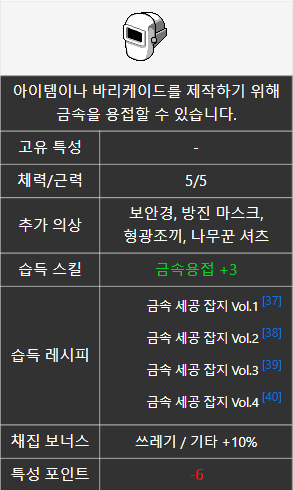 아이템이나 바리케이드를 제작하기 위해
금속을 용접할 수 있습니다.
고유 특성 -
체력/근력 5/5
추가 의상 보안경, 방진 마스크,
형광조끼, 나무꾼 셔츠
습득 스킬 금속용접 +3
습득 레시피
금속 세공 잡지 Vol.1 [37]
금속 세공 잡지 Vol.2 [38]
금속 세공 잡지 Vol.3 [39]
금속 세공 잡지 Vol.4 [40]
채집 보너스 쓰레기 / 기타 +10%
특성 포인트 -6